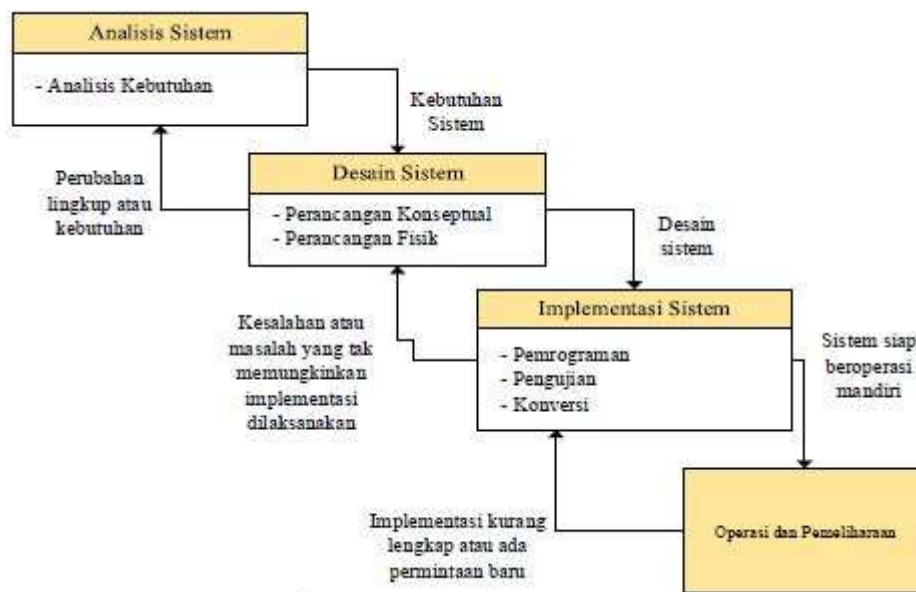 Analisis Sistem
- Analisis Kebutuhan
Kebutuhan
Sistem
Perubahan
lingkup atau
kebutuhan
Desain Sistem
- Perancangan Konseptual
- Perancangan Fisik
Desain
sistem
Kesalahan atau
masalah yang tak
memungkinkan
implementasi
dilaksanakan
Implementasi Sistem
- Pemrograman
- Pengujian
- Konversi
Sistem siap
beroperasi
mandiri
Implementasi kurang
lengkap atau ada
permintaan baru
Operasi dan Pemeliharaan